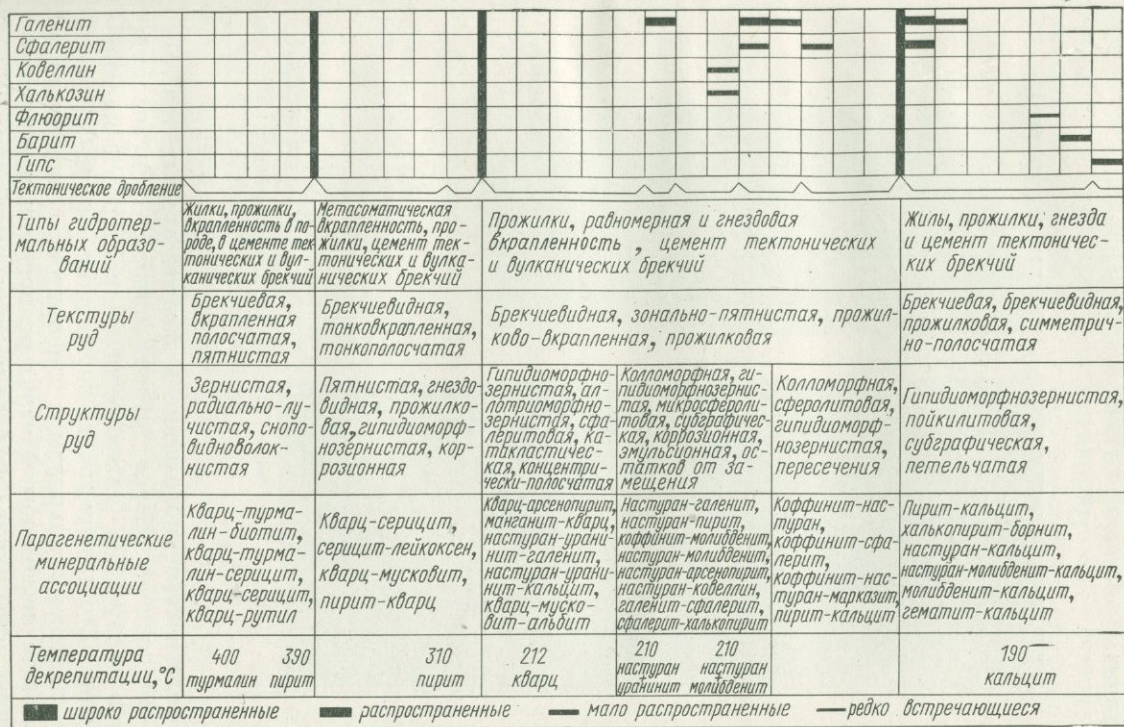 Галенит
Сфалерит
Ковеллин
Халькозин
Флюорит
Барит
Гипс
Тектоническое дробление
Типы гидротер-
мальных образо-
ваний
Жилки, прожилки,
вкрапленность в по-
роде, в цементе тек-
тонических и вул-
канических брекчий
Метасоматическая
вкрапленность, про-
жилки, цемент тек-
тонических и вулка-
нических брекчий
Прожилки, равномерная и гнездовая
вкрапленность, цемент тектонических
и вулканических брекчий
Жилы, прожилки, гнезда
и цемент тектоничес-
ких брекчий
Текстуры
руд
Брекчиевая,
вкрапленная
полосчатая,
пятнистая
Брекчиевидная,
тонковкрапленная,
тонкополосчатая
Брекчиевидная, зонально-пятнистая, прожил-
ково-вкрапленная, прожилковая
Брекчиевая, брекчиевидная,
прожилковая, симметрич-
но-полосчатая
Структуры
руд
Зернистая,
радиально-лу-
чистая, снопо-
видноволок-
нистая
Пятнистая, гнездо-
видная, прожилко-
вая, гипидиоморф-
нозернистая, кор-
розионная
Гипидиоморфно-
зернистая, ал-
лотриоморфно-
зернистая, сфа-
леритовая, ка-
такластичес-
кая, концентри-
чески-полосчатая
Колломорфная, ги-
пидиоморфнозернис-
тая, микросфероли-
товая, субграфичес-
кая, коррозионная,
эмульсионная, ос-
татков от за-
мещения
Колломорфная,
сферолитовая,
гипидиоморф-
нозернистая,
пересечения
Гипидиоморфнозернистая,
пойкилитовая,
субграфическая,
петельчатая
Парагенетические
минеральные
ассоциации
Кварц-турма-
лин-биотит,
кварц-турма-
лин-серицит,
кварц-серицит,
кварц-рутил
Кварц-серицит,
серицит-лейкоксен,
кварц-мусковит,
пирит-кварц
Кварц-арсенопирит,
манганит-кварц,
настуран-урани-
нит-галенит,
настуран-урани-
нит-кальцит,
кварц-муско-
вит-альбит
Настуран-галенит,
настуран-пирит,
коффинит-молибденит,
настуран-молибденит,
настуран-арсенотирит,
настуран-ковеллин,
галенит-сфалерит,
сфалерит-халькопирит
Коффинит-нас-
туран,
коффинит-сфа-
лерит,
коффинит-нас-
туран-марказит,
пирит-кальцит
Пирит-кальцит,
халькопирит-борнит,
настуран-кальцит,
настуран-молибденит-кальцит,
молибденит-кальцит,
гематит-кальцит
Температура
декрепитации, °C
400 390
турмалин пирит
310
пирит
212
кварц
210 210
настуран настуран
уранинит молибденит
190
кальцит
широко распространенные распространенные мало распространенные редко встречающиеся